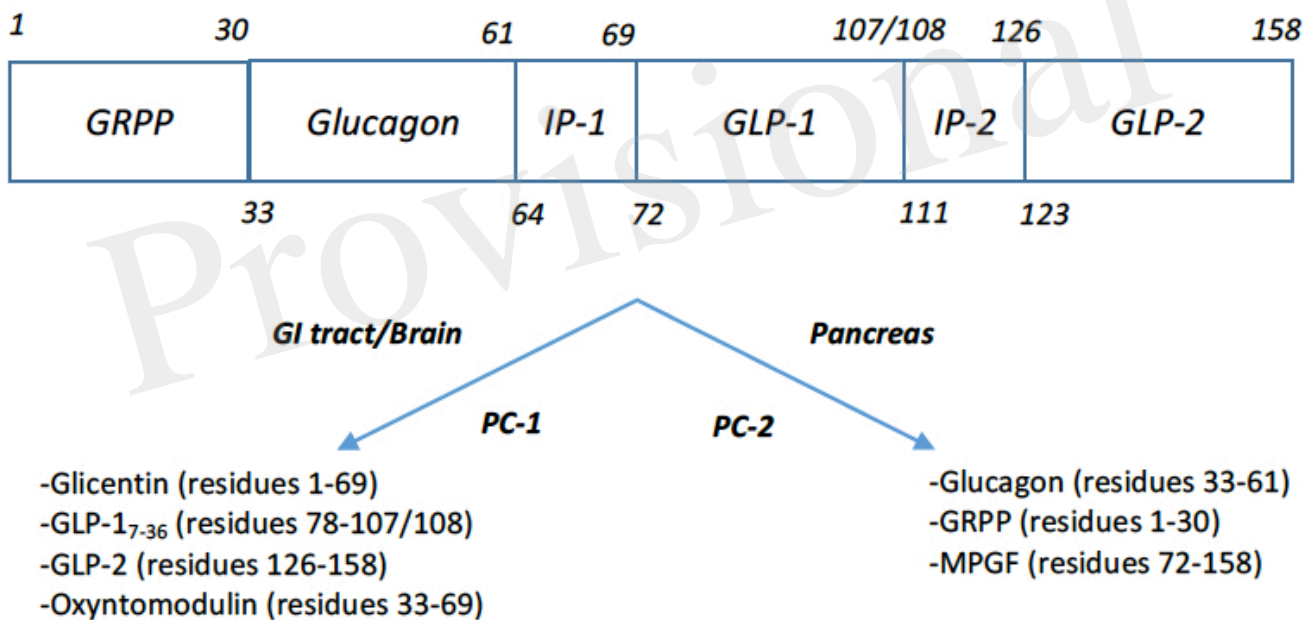 1 30 61 69 107/108 126 158
GRPP Glucagon IP-1 GLP-1 IP-2 GLP-2
33 64 72 111 123
Provisional
GI tract/Brain Pancreas
PC-1 PC-2
-Glicentin (residues 1-69)
-GLP-1₇₋₃₆ (residues 78-107/108)
-GLP-2 (residues 126-158)
-Oxyntomodulin (residues 33-69)
-Glucagon (residues 33-61)
-GRPP (residues 1-30)
-MPGF (residues 72-158)